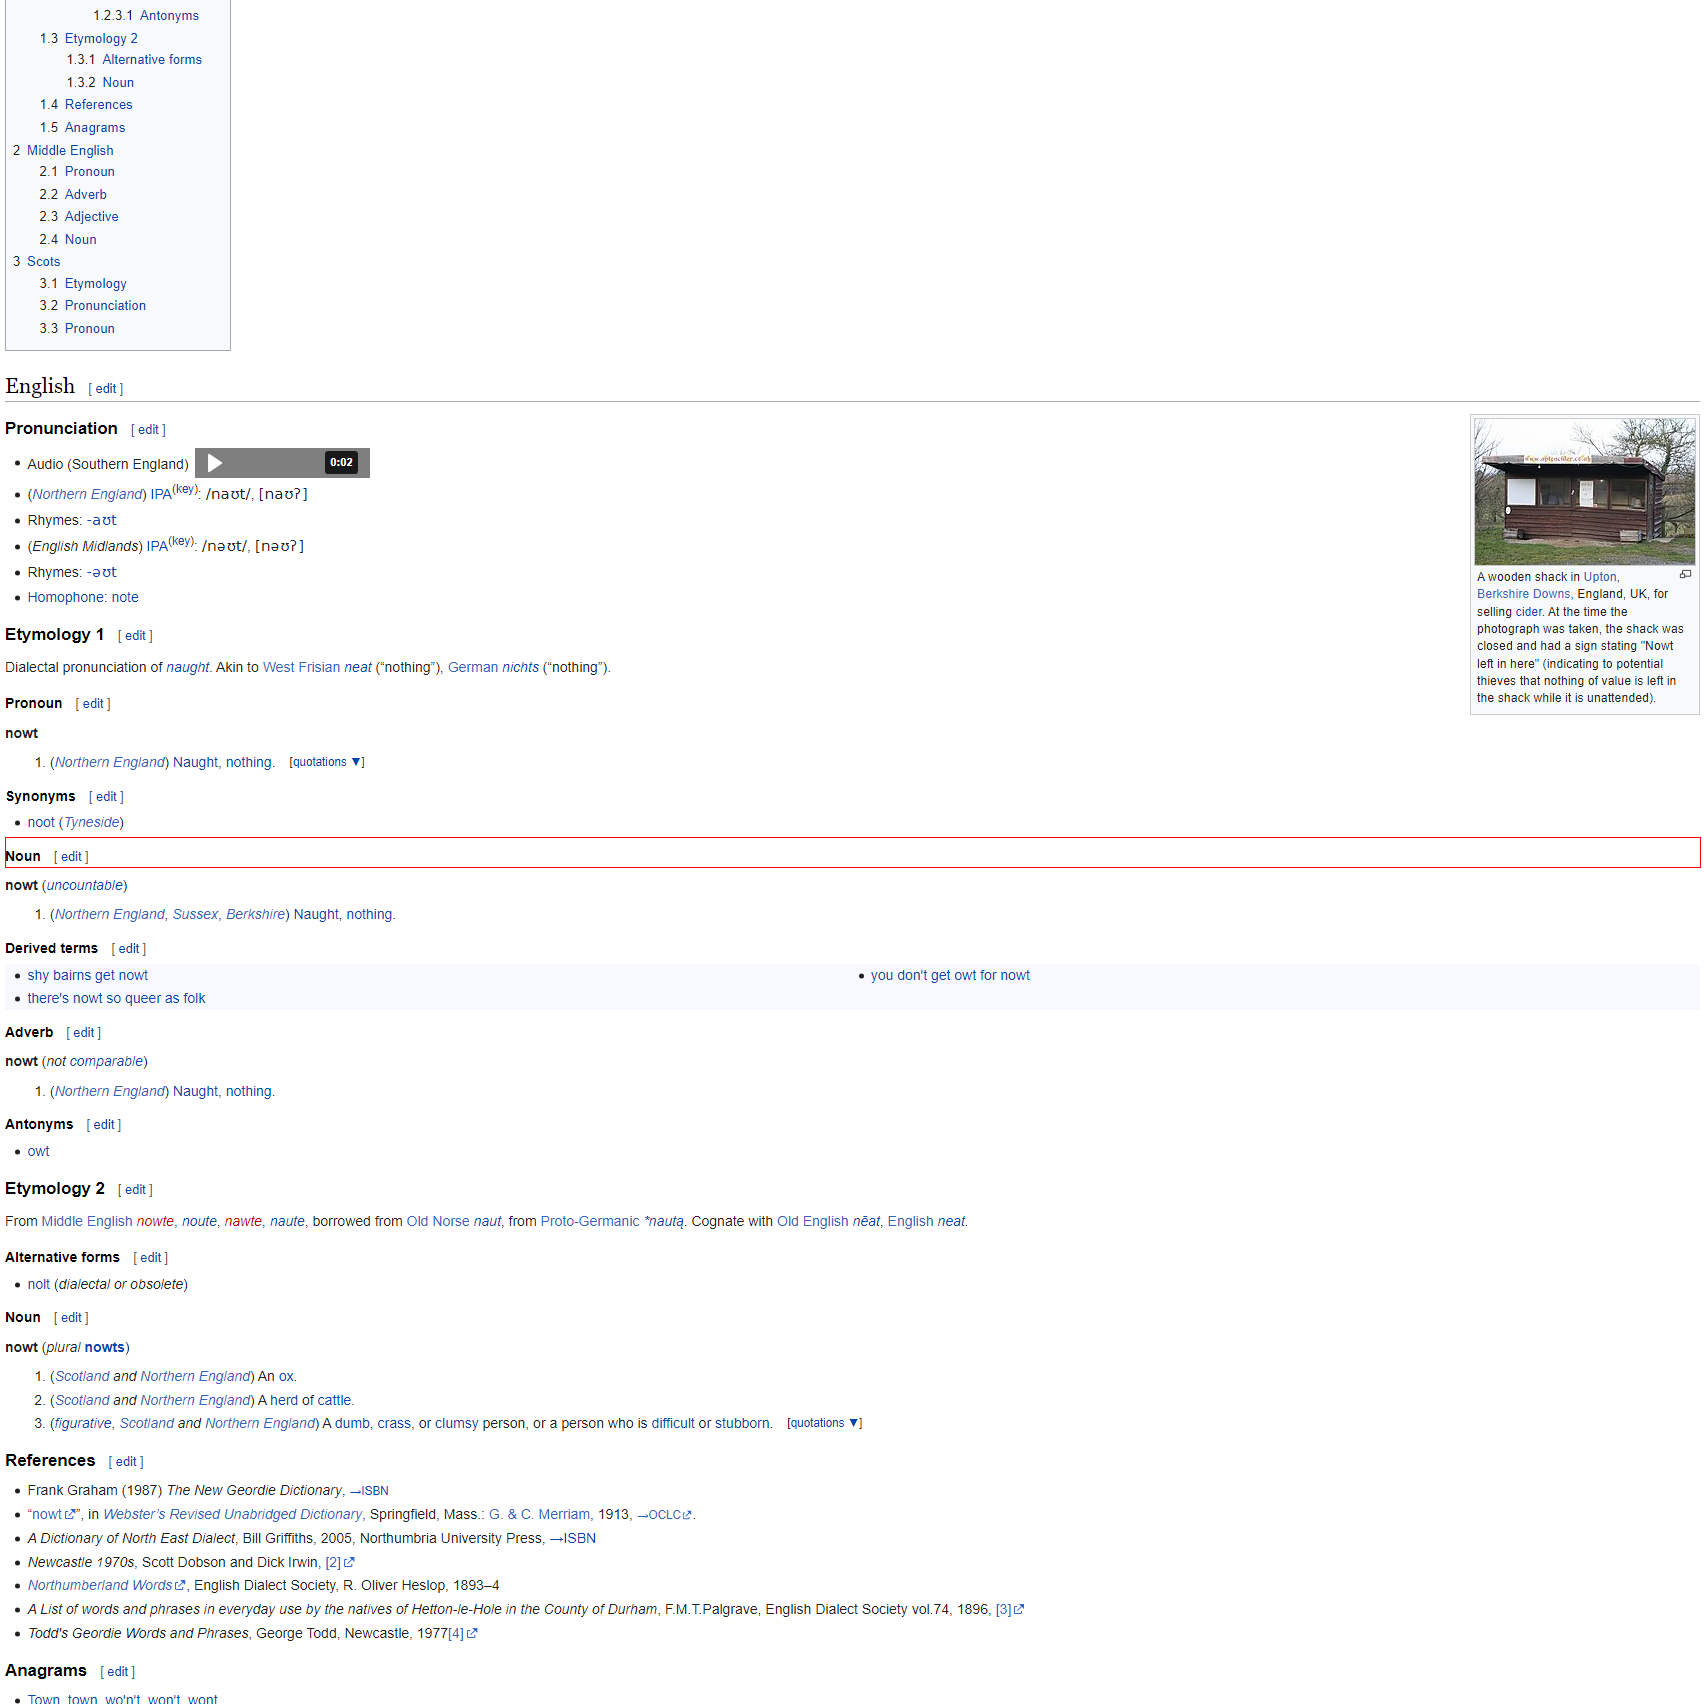 1.2.3.1 Antonyms
1.3 Etymology 2
1.3.1 Alternative forms
1.3.2 Noun
1.4 References
1.5 Anagrams
2 Middle English
2.1 Pronoun
2.2 Adverb
2.3 Adjective
2.4 Noun
3 Scots
3.1 Etymology
3.2 Pronunciation
3.3 Pronoun
English [ edit ]
Pronunciation [ edit ]
Audio (Southern England) 0:02
(Northern England) IPA(key): /naʊt/, [naʊʔ]
Rhymes: -aʊt
(English Midlands) IPA(key): /nəʊt/, [nəʊʔ]
Rhymes: -əʊt
Homophone: note
A wooden shack in Upton,
Berkshire Downs, England, UK, for
selling cider. At the time the
photograph was taken, the shack was
closed and had a sign stating "Nowt
left in here" (indicating to potential
thieves that nothing of value is left in
the shack while it is unattended).
Etymology 1 [ edit ]
Dialectal pronunciation of naught. Akin to West Frisian neat (“nothing”), German nichts (“nothing”).
Pronoun [ edit ]
nowt
1. (Northern England) Naught, nothing. [quotations ▼]
Synonyms [ edit ]
noot (Tyneside)
Noun [ edit ]
nowt (uncountable)
1. (Northern England, Sussex, Berkshire) Naught, nothing.
Derived terms [ edit ]
shy bairns get nowt
there's nowt so queer as folk
you don't get owt for nowt
Adverb [ edit ]
nowt (not comparable)
1. (Northern England) Naught, nothing.
Antonyms [ edit ]
owt
Etymology 2 [ edit ]
From Middle English nowte, noute, nawte, naute, borrowed from Old Norse naut, from Proto-Germanic *nautą. Cognate with Old English nēat, English neat.
Alternative forms [ edit ]
nolt (dialectal or obsolete)
Noun [ edit ]
nowt (plural nowts)
1. (Scotland and Northern England) An ox.
2. (Scotland and Northern England) A herd of cattle.
3. (figurative, Scotland and Northern England) A dumb, crass, or clumsy person, or a person who is difficult or stubborn. [quotations ▼]
References [ edit ]
Frank Graham (1987) The New Geordie Dictionary, →ISBN
“nowt”, in Webster’s Revised Unabridged Dictionary, Springfield, Mass.: G. & C. Merriam, 1913, →OCLC.
A Dictionary of North East Dialect, Bill Griffiths, 2005, Northumbria University Press, →ISBN
Newcastle 1970s, Scott Dobson and Dick Irwin, [2]
Northumberland Words, English Dialect Society, R. Oliver Heslop, 1893–4
A List of words and phrases in everyday use by the natives of Hetton-le-Hole in the County of Durham, F.M.T.Palgrave, English Dialect Society vol.74, 1896, [3]
Todd's Geordie Words and Phrases, George Todd, Newcastle, 1977[4]
Anagrams [ edit ]
Town, town, wo'n't, won't, wont